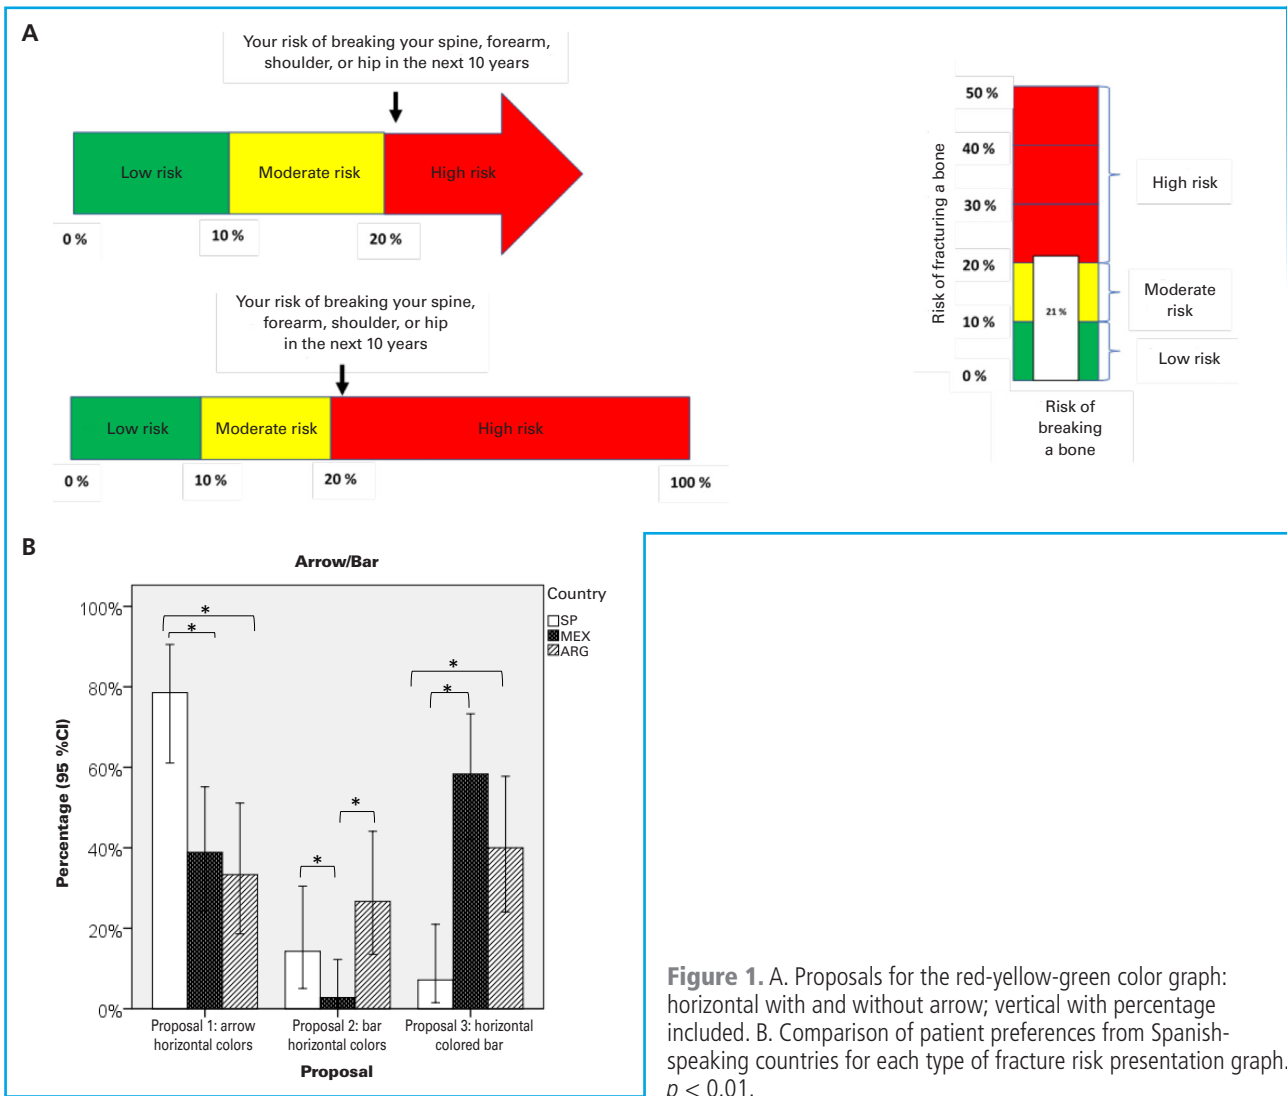 A
Your risk of breaking your spine, forearm,
shoulder, or hip in the next 10 years
Low risk
Moderate risk
High risk
0 %
10 %
20 %
Your risk of breaking your spine,
forearm, shoulder, or hip
in the next 10 years
Low risk
Moderate risk
High risk
0 %
10 %
20 %
100 %
Risk of fracturing a bone
50 %
40 %
30 %
20 %
10 %
0 %
21 %
High risk
Moderate
risk
Low risk
Risk of
breaking
a bone
B
Arrow/Bar
Percentage (95 %CI)
100%
80%
60%
40%
20%
0%
*
*
*
*
*
*
Country
SP
MEX
ARG
Proposal 1: arrow
horizontal colors
Proposal 2: bar
horizontal colors
Proposal 3: horizontal
colored bar
Proposal
Figure 1. A. Proposals for the red-yellow-green color graph:
horizontal with and without arrow; vertical with percentage
included. B. Comparison of patient preferences from Spanish-
speaking countries for each type of fracture risk presentation graph.
p < 0.01.